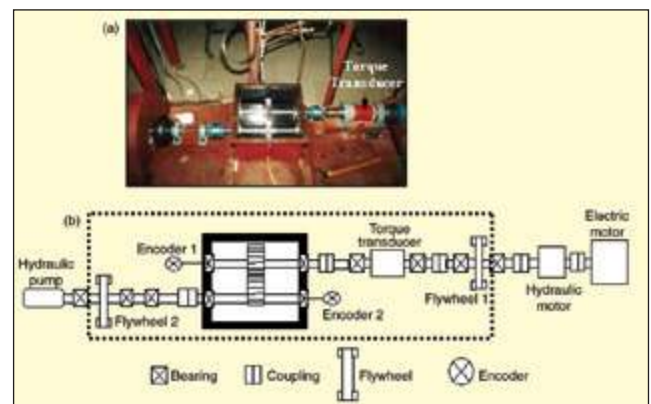 (a)
Torque
Transducer
(b)
Encoder 1
Torque
transducer
Electric
motor
Hydraulic
pump
Flywheel 2
Encoder 2
Flywheel 1
Hydraulic
motor
Bearing
Coupling
Flywheel
Encoder